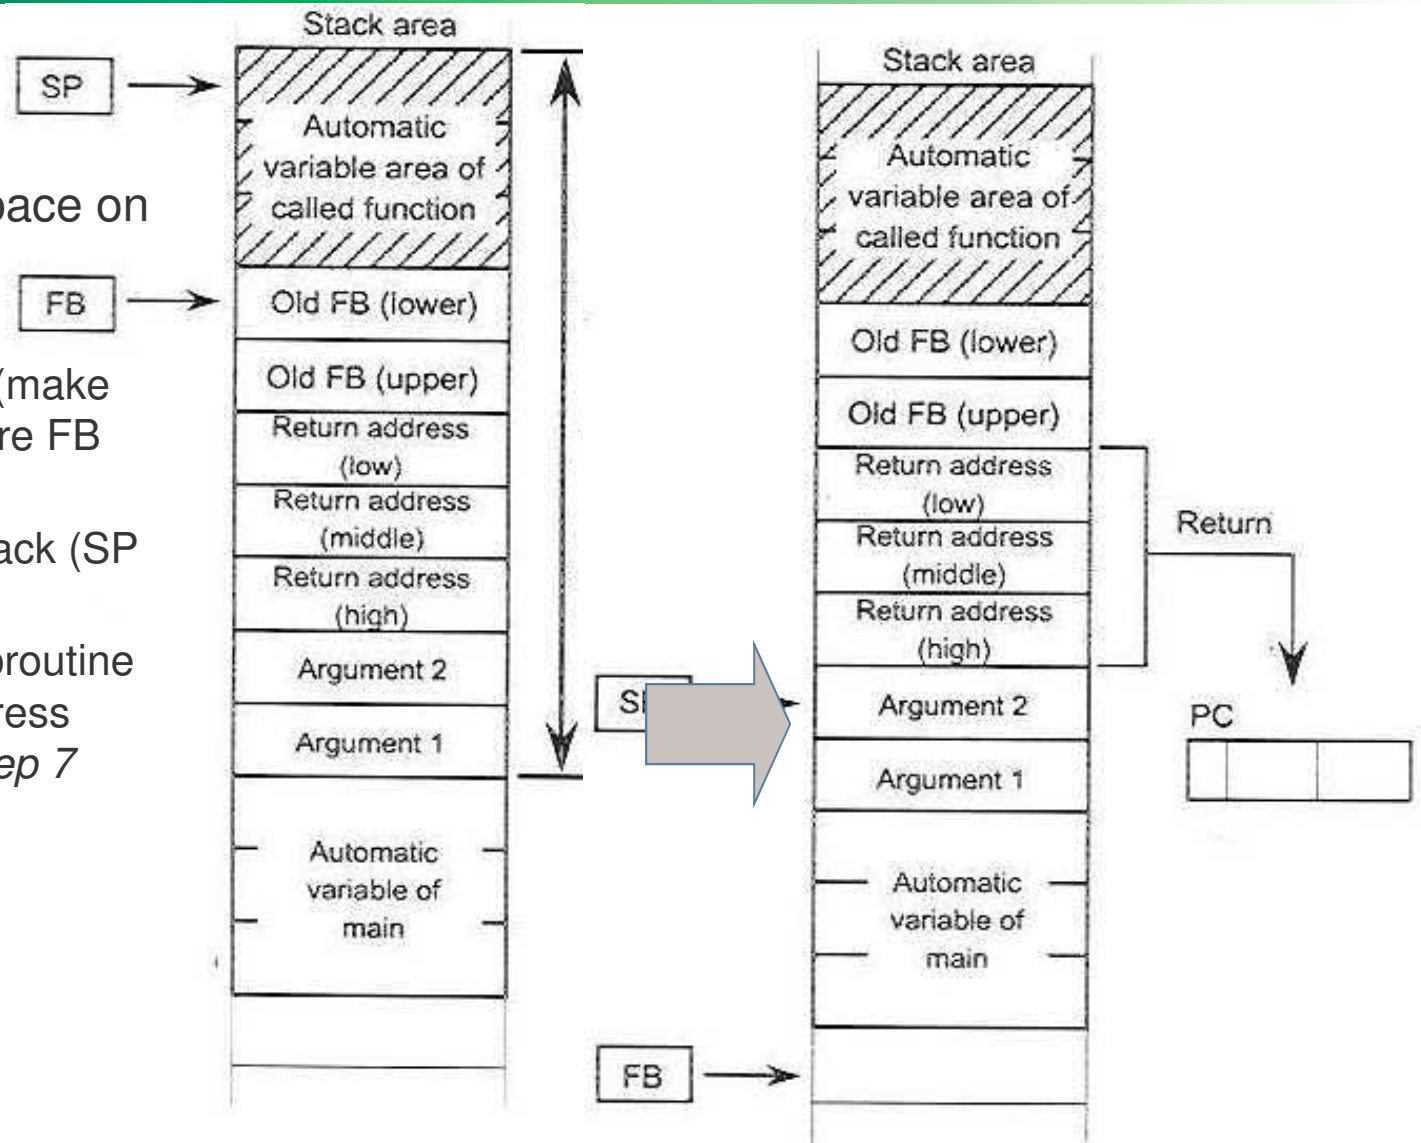 pace on
(make
re FB
ack (SP
routine
ress
ep 7
Stack area
SP
Automatic
variable area of
called function
FB
Old FB (lower)
Old FB (upper)
Return address
(low)
Return address
(middle)
Return address
(high)
Argument 2
Argument 1
Automatic
variable of
main
Stack area
Automatic
variable area of
called function
Old FB (lower)
Old FB (upper)
Return address
(low)
Return address
(middle)
Return address
(high)
Argument 2
Argument 1
Automatic
variable of
main
FB
Return
PC